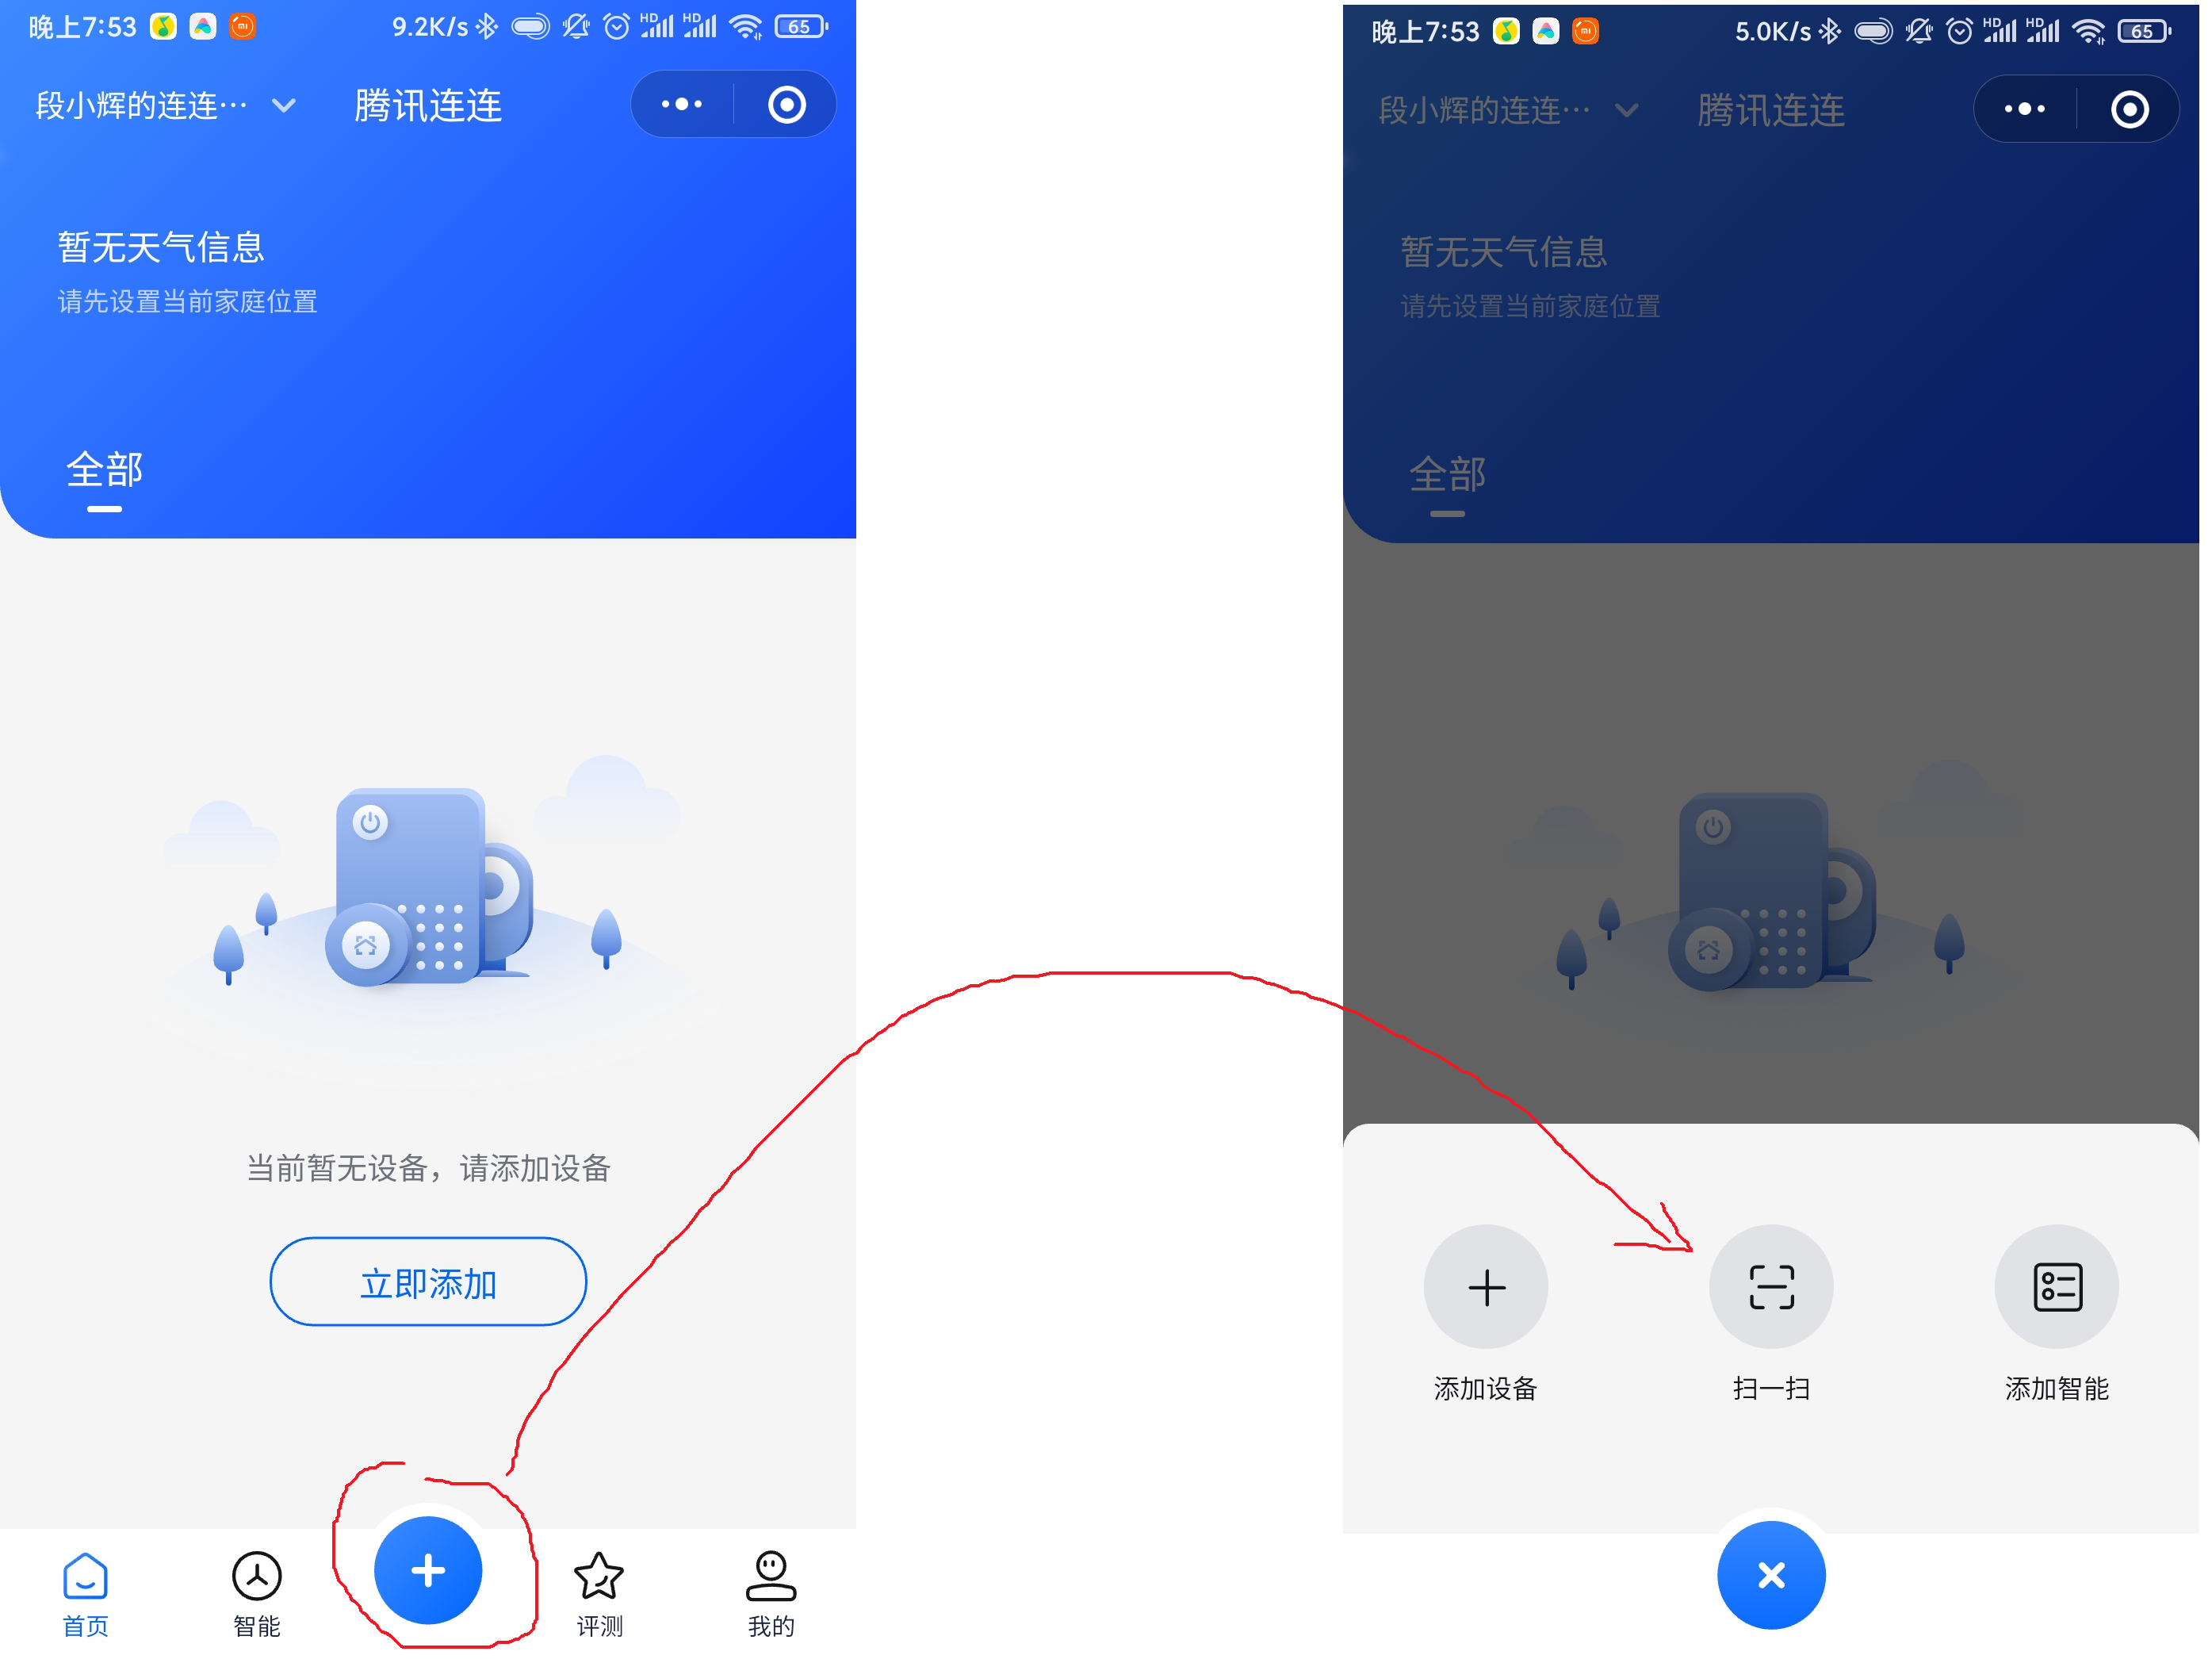 晚上7:53
9.2K/s
HD
HD
65
段小辉的连连…
腾讯连连
暂无天气信息
请先设置当前家庭位置
全部
当前暂无设备，请添加设备
立即添加
首页
智能
评测
我的
晚上7:53
5.0K/s
HD
HD
65
段小辉的连连…
腾讯连连
暂无天气信息
请先设置当前家庭位置
全部
添加设备
扫一扫
添加智能